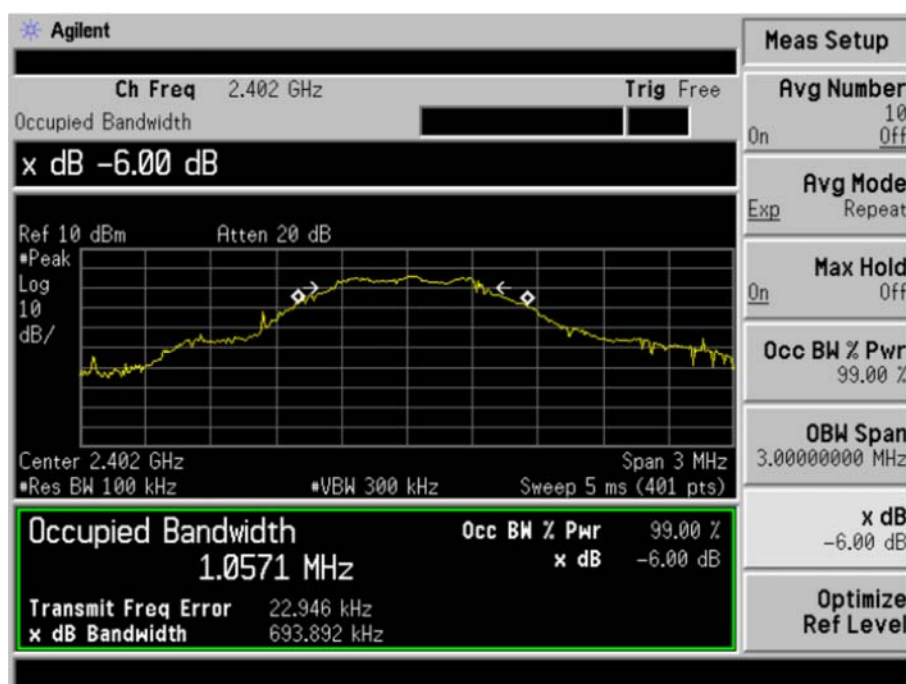 Agilent
Ch Freq 2.402 GHz Trig Free
Occupied Bandwidth
x dB -6.00 dB
Ref 10 dBm Atten 20 dB
#Peak
Log
10
dB/
Center 2.402 GHz Span 3 MHz
#Res BW 100 kHz #VBW 300 kHz Sweep 5 ms (401 pts)
Occupied Bandwidth Occ BW % Pwr 99.00 %
1.0571 MHz x dB -6.00 dB
Transmit Freq Error 22.946 kHz
x dB Bandwidth 693.892 kHz
Meas Setup
Avg Number
10
On Off
Avg Mode
Exp Repeat
Max Hold
On Off
Occ BW % Pwr
99.00 %
OBW Span
3.00000000 MHz
x dB
-6.00 dB
Optimize
Ref Level